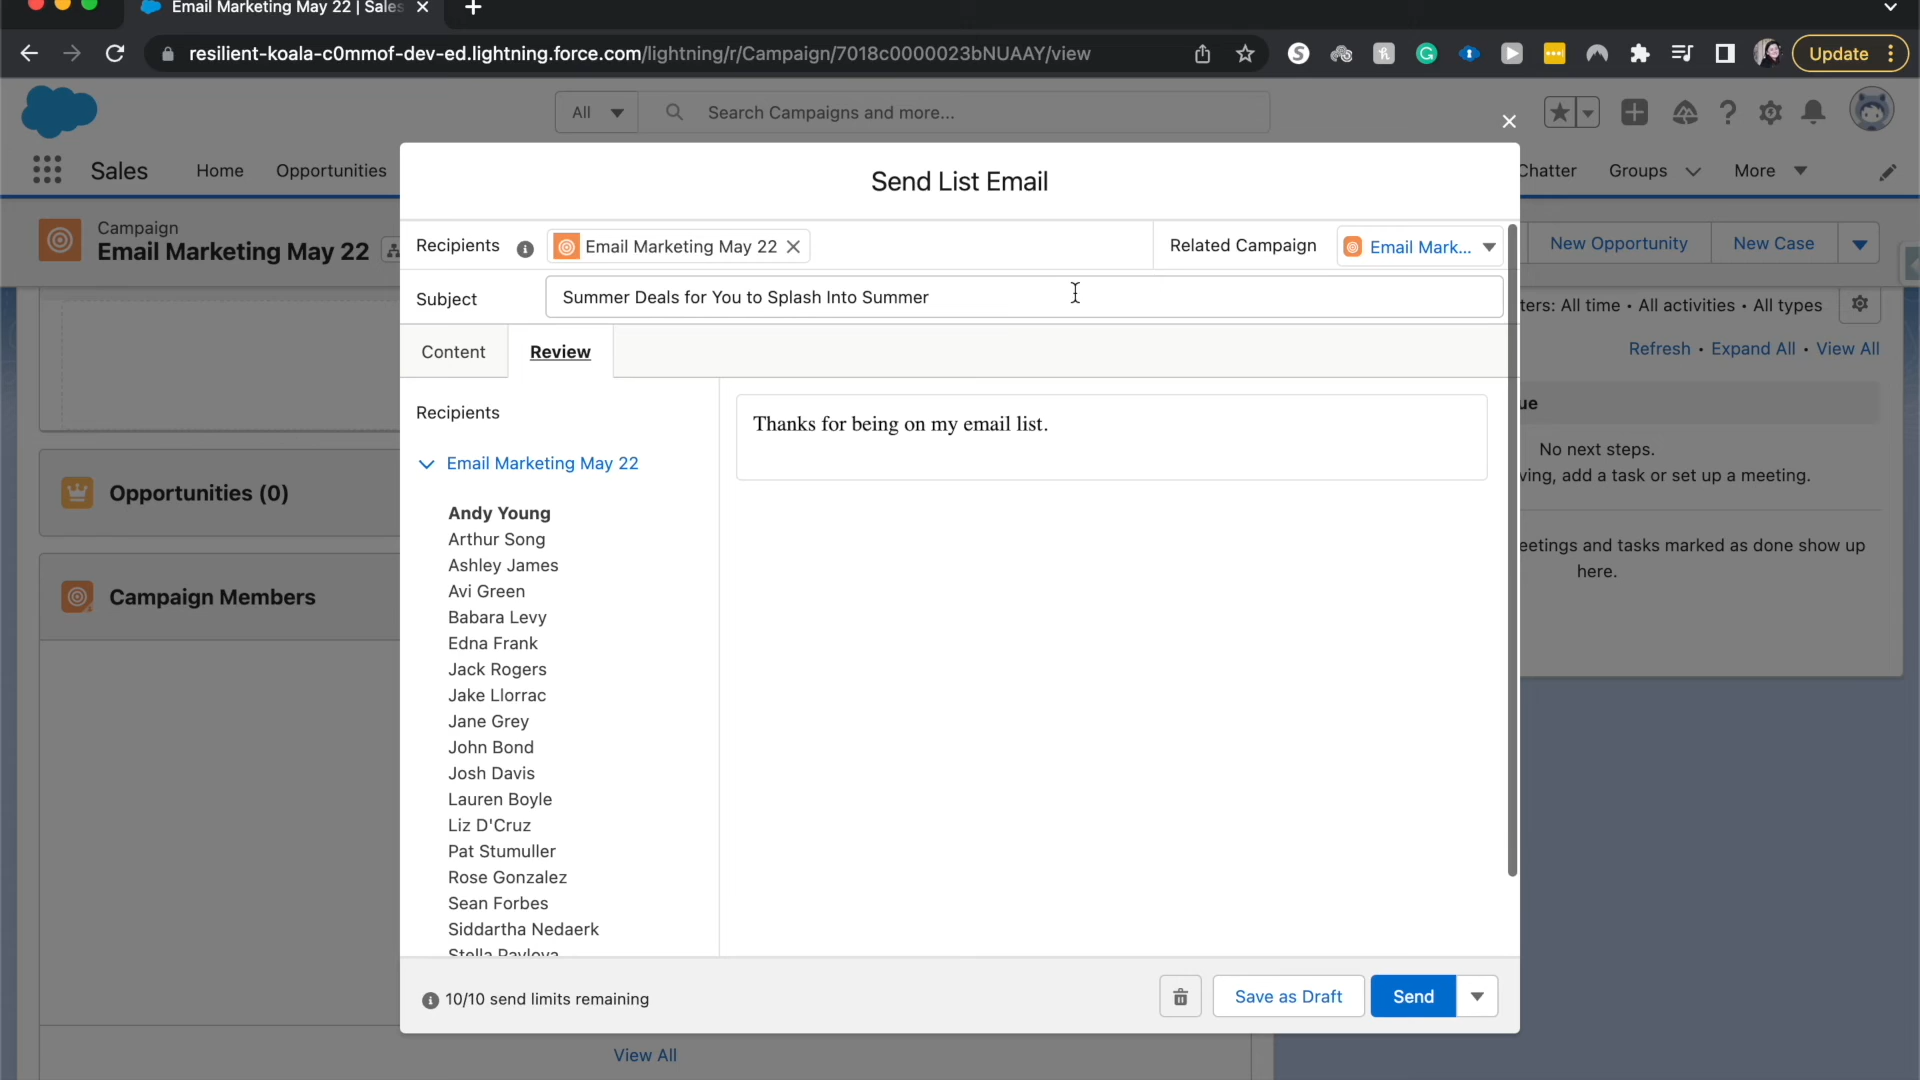 Email Marketing May 22 | Sales
resilient-koala-c0mmof-dev-ed.lightning.force.com/lightning/r/Campaign/7018c0000023bNUAAY/view
Update
All
Search Campaigns and more...
Sales
Home
Opportunities
Chatter
Groups
More
Campaign
Email Marketing May 22
New Opportunity
New Case
Send List Email
Recipients
Email Marketing May 22
Related Campaign
Email Mark...
Subject
Summer Deals for You to Splash Into Summer
ters: All time • All activities • All types
Refresh • Expand All • View All
Content
Review
Recipients
Thanks for being on my email list.
Email Marketing May 22
Andy Young
Arthur Song
Ashley James
Avi Green
Babara Levy
Edna Frank
Jack Rogers
Jake Llorrac
Jane Grey
John Bond
Josh Davis
Lauren Boyle
Liz D'Cruz
Pat Stumuller
Rose Gonzalez
Sean Forbes
Siddartha Nedaerk
Stella Pavlova
ue
No next steps.
ving, add a task or set up a meeting.
eetings and tasks marked as done show up
here.
Opportunities (0)
Campaign Members
View All
10/10 send limits remaining
Save as Draft
Send